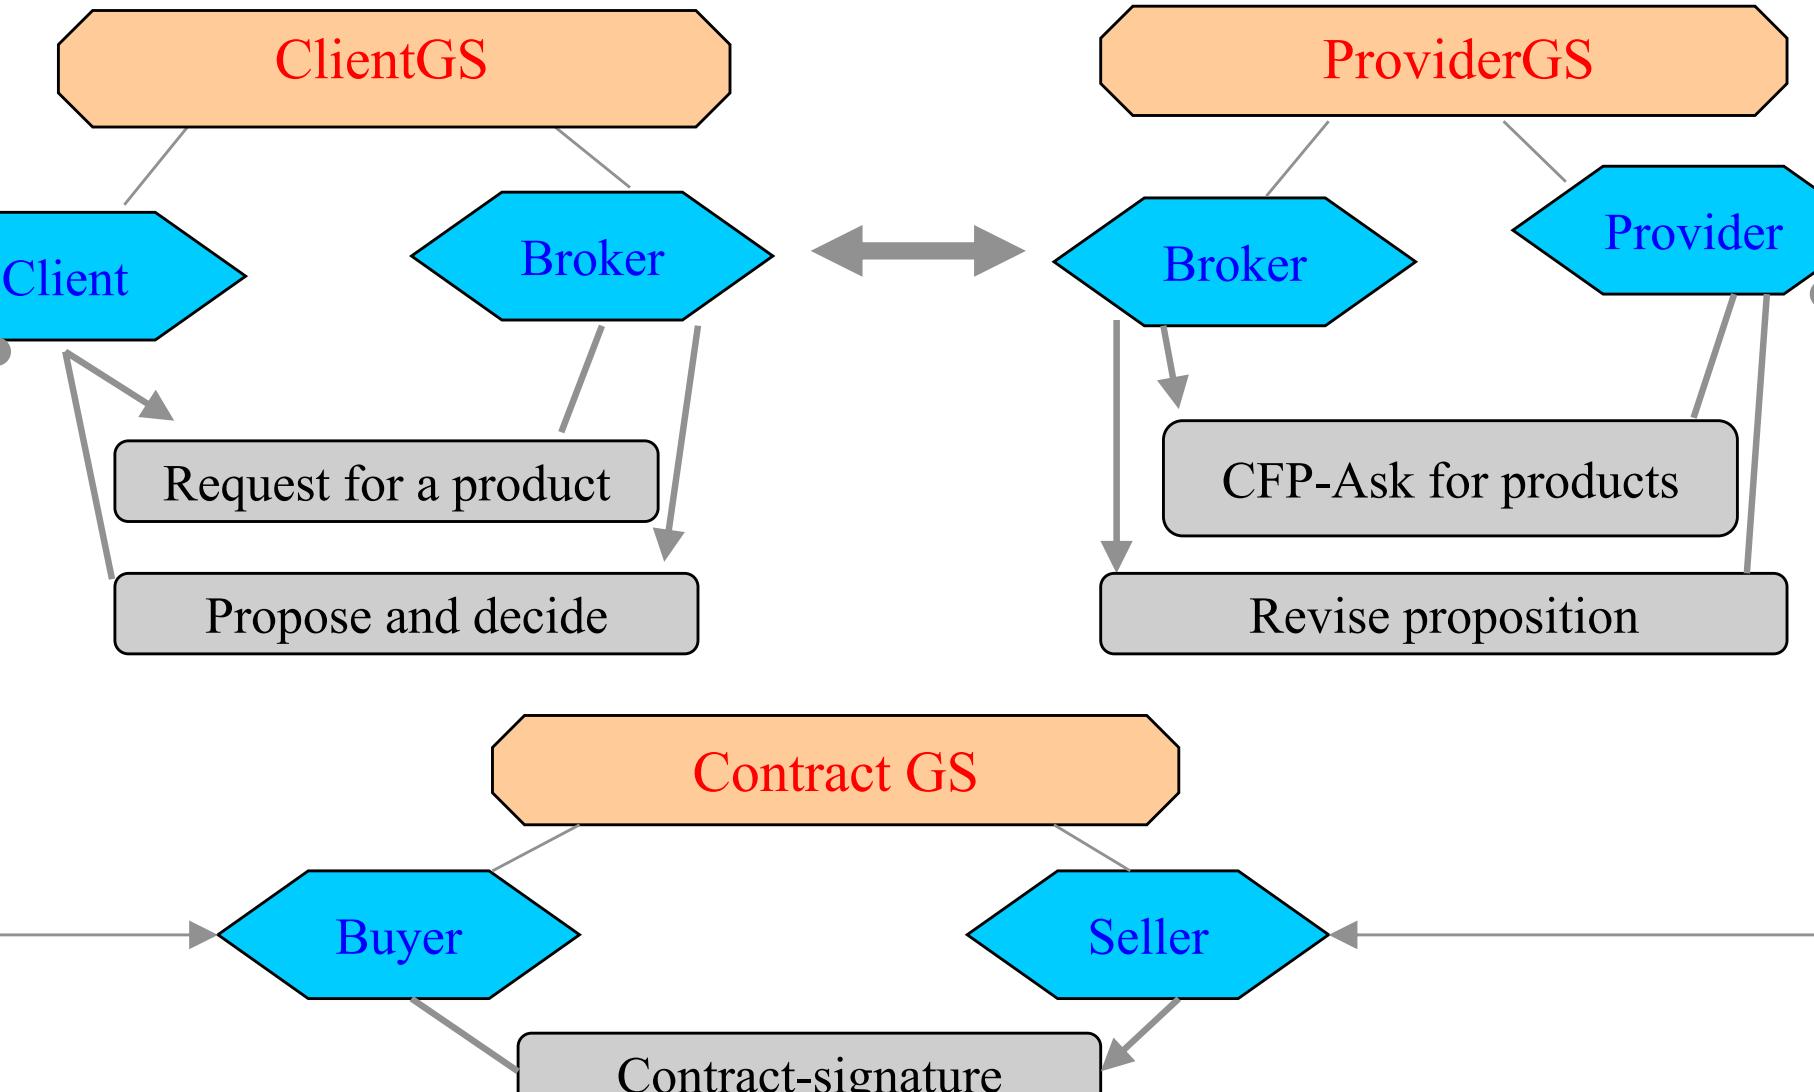 ClientGS
ProviderGS
Client
Broker
Broker
Provider
Request for a product
CFP-Ask for products
Propose and decide
Revise proposition
Contract GS
Buyer
Seller
Contract-signature